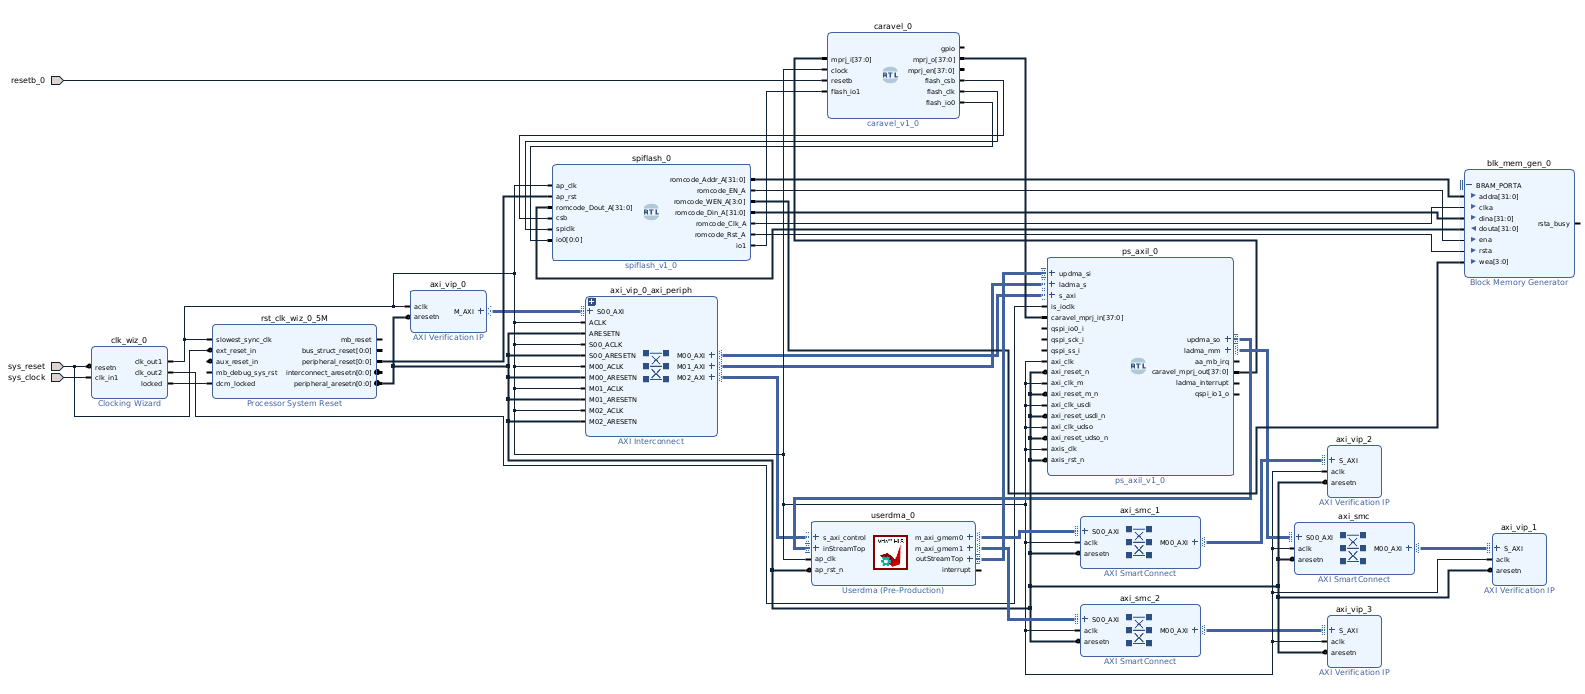 resetb_0
sys_reset
sys_clock
clk_wiz_0
resetn
clk_in1
clk_out1
clk_out2
locked
Clocking Wizard
rst_clk_wiz_0_5M
slowest_sync_clk
ext_reset_in
aux_reset_in
mb_debug_sys_rst
dcm_locked
mb_reset
bus_struct_reset[0:0]
peripheral_reset[0:0]
interconnect_aresetn[0:0]
peripheral_aresetn[0:0]
Processor System Reset
axi_vip_0
aclk
aresetn
M_AXI
AXI Verification IP
spiflash_0
ap_clk
ap_rst
romcode_Dout_A[31:0]
csb
spiclk
io0[0:0]
RTL
romcode_Addr_A[31:0]
romcode_EN_A
romcode_WEN_A[3:0]
romcode_Din_A[31:0]
romcode_Clk_A
romcode_Rst_A
io1
spiflash_v1_0
axi_vip_0_axi_periph
S00_AXI
ACLK
ARESETN
S00_ACLK
S00_ARESETN
M00_ACLK
M00_ARESETN
M01_ACLK
M01_ARESETN
M02_ACLK
M02_ARESETN
M00_AXI
M01_AXI
M02_AXI
AXI Interconnect
caravel_0
mprj_i[37:0]
clock
resetb
flash_io1
RTL
gpio
mprj_o[37:0]
mprj_en[37:0]
flash_csb
flash_clk
flash_io0
caravel_v1_0
userdma_0
s_axi_control
inStreamTop
ap_clk
ap_rst_n
m_axi_gmem0
m_axi_gmem1
outStreamTop
interrupt
Userdma (Pre-Production)
ps_axil_0
updma_si
ladma_s
s_axi
is_ioclk
caravel_mprj_in[37:0]
qspi_io0_i
qspi_sck_i
qspi_ss_i
axi_clk
axi_reset_n
axi_clk_m
axi_reset_m_n
axi_clk_usdi
axi_reset_usdi_n
axi_clk_udso
axi_reset_udso_n
axis_clk
axis_rst_n
RTL
updma_so
ladma_mm
aa_mb_irq
caravel_mprj_out[37:0]
ladma_interrupt
qspi_io1_o
ps_axil_v1_0
axi_smc_1
S00_AXI
aclk
aresetn
M00_AXI
AXI SmartConnect
axi_smc_2
S00_AXI
aclk
aresetn
M00_AXI
AXI SmartConnect
blk_mem_gen_0
BRAM_PORTA
addra[31:0]
clka
dina[31:0]
douta[31:0]
ena
rsta
wea[3:0]
rsta_busy
Block Memory Generator
axi_vip_2
S_AXI
aclk
aresetn
AXI Verification IP
axi_smc
S00_AXI
aclk
aresetn
M00_AXI
AXI SmartConnect
axi_vip_1
S_AXI
aclk
aresetn
AXI Verification IP
axi_vip_3
S_AXI
aclk
aresetn
AXI Verification IP